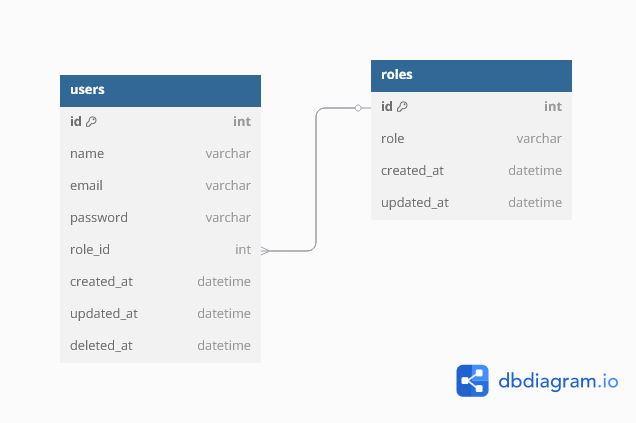 users
id int
name varchar
email varchar
password varchar
role_id int
created_at datetime
updated_at datetime
deleted_at datetime
roles
id int
role varchar
created_at datetime
updated_at datetime
dbdiagram.io